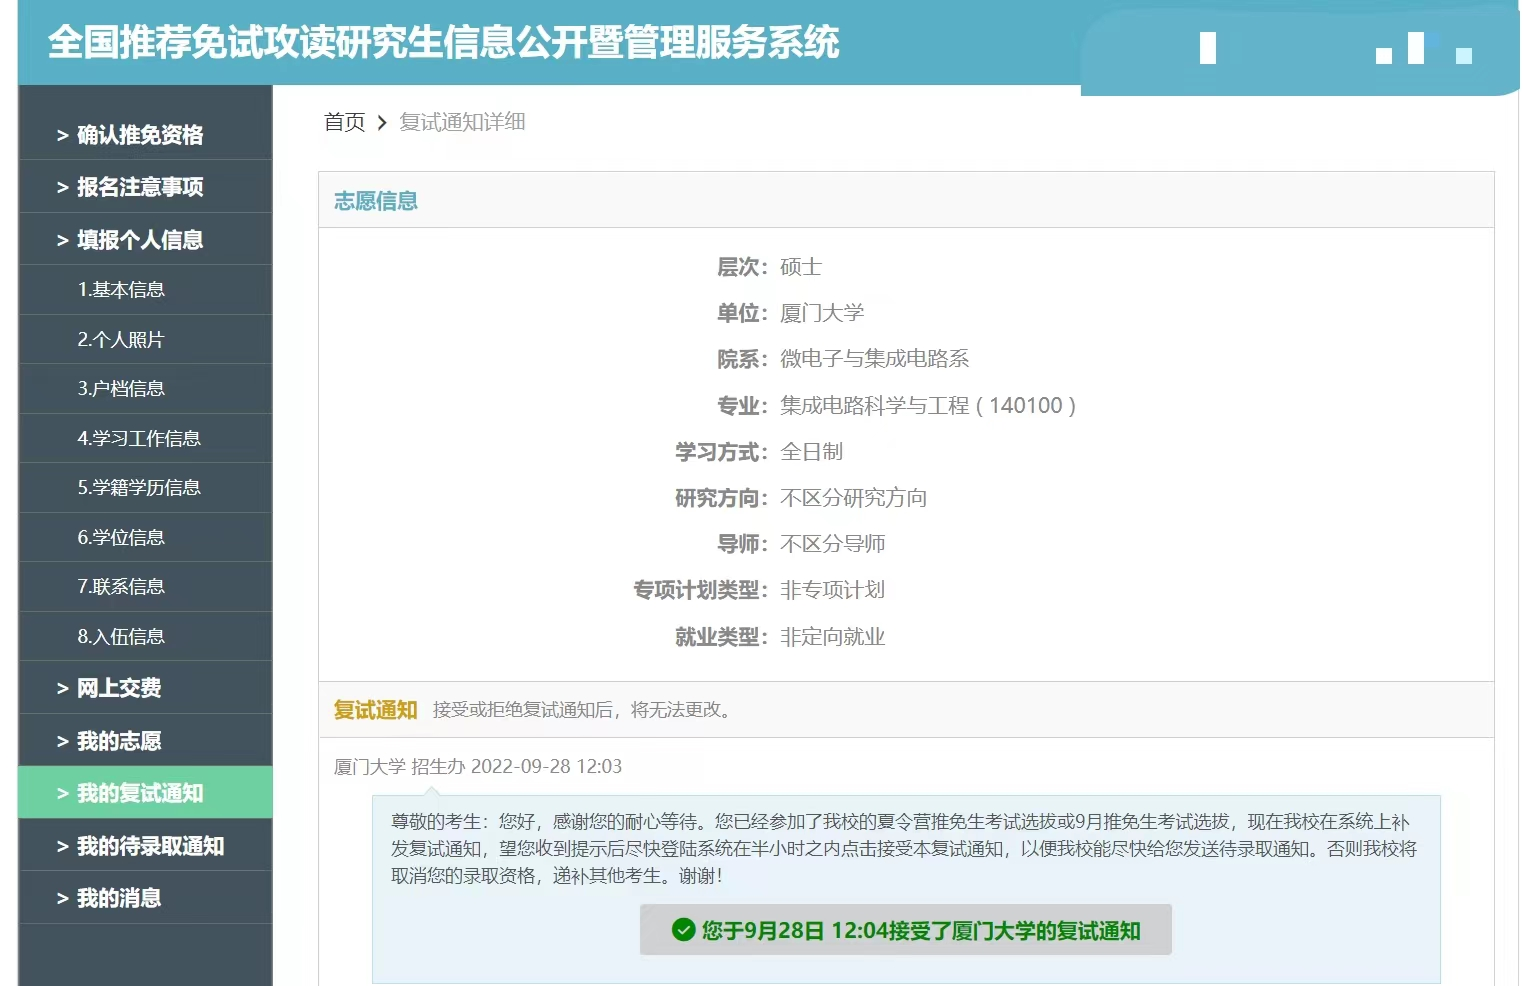 全国推荐免试攻读研究生信息公开暨管理服务系统
> 确认推免资格
> 报名注意事项
> 填报个人信息
1.基本信息
2.个人照片
3.户档信息
4.学习工作信息
5.学籍学历信息
6.学位信息
7.联系信息
8.入伍信息
> 网上交费
> 我的志愿
> 我的复试通知
> 我的待录取通知
> 我的消息
首页 > 复试通知详细
志愿信息
层次：硕士
单位：厦门大学
院系：微电子与集成电路系
专业：集成电路科学与工程 ( 140100 )
学习方式：全日制
研究方向：不区分研究方向
导师：不区分导师
专项计划类型：非专项计划
就业类型：非定向就业
复试通知 接受或拒绝复试通知后，将无法更改。
厦门大学 招生办 2022-09-28 12:03
尊敬的考生：您好，感谢您的耐心等待。您已经参加了我校的夏令营推免生考试选拔或9月推免生考试选拔，现在我校在系统上补
发复试通知，望您收到提示后尽快登陆系统在半小时之内点击接受本复试通知，以便我校能尽快给您发送待录取通知。否则我校将
取消您的录取资格，递补其他考生。谢谢！
您于9月28日 12:04接受了厦门大学的复试通知